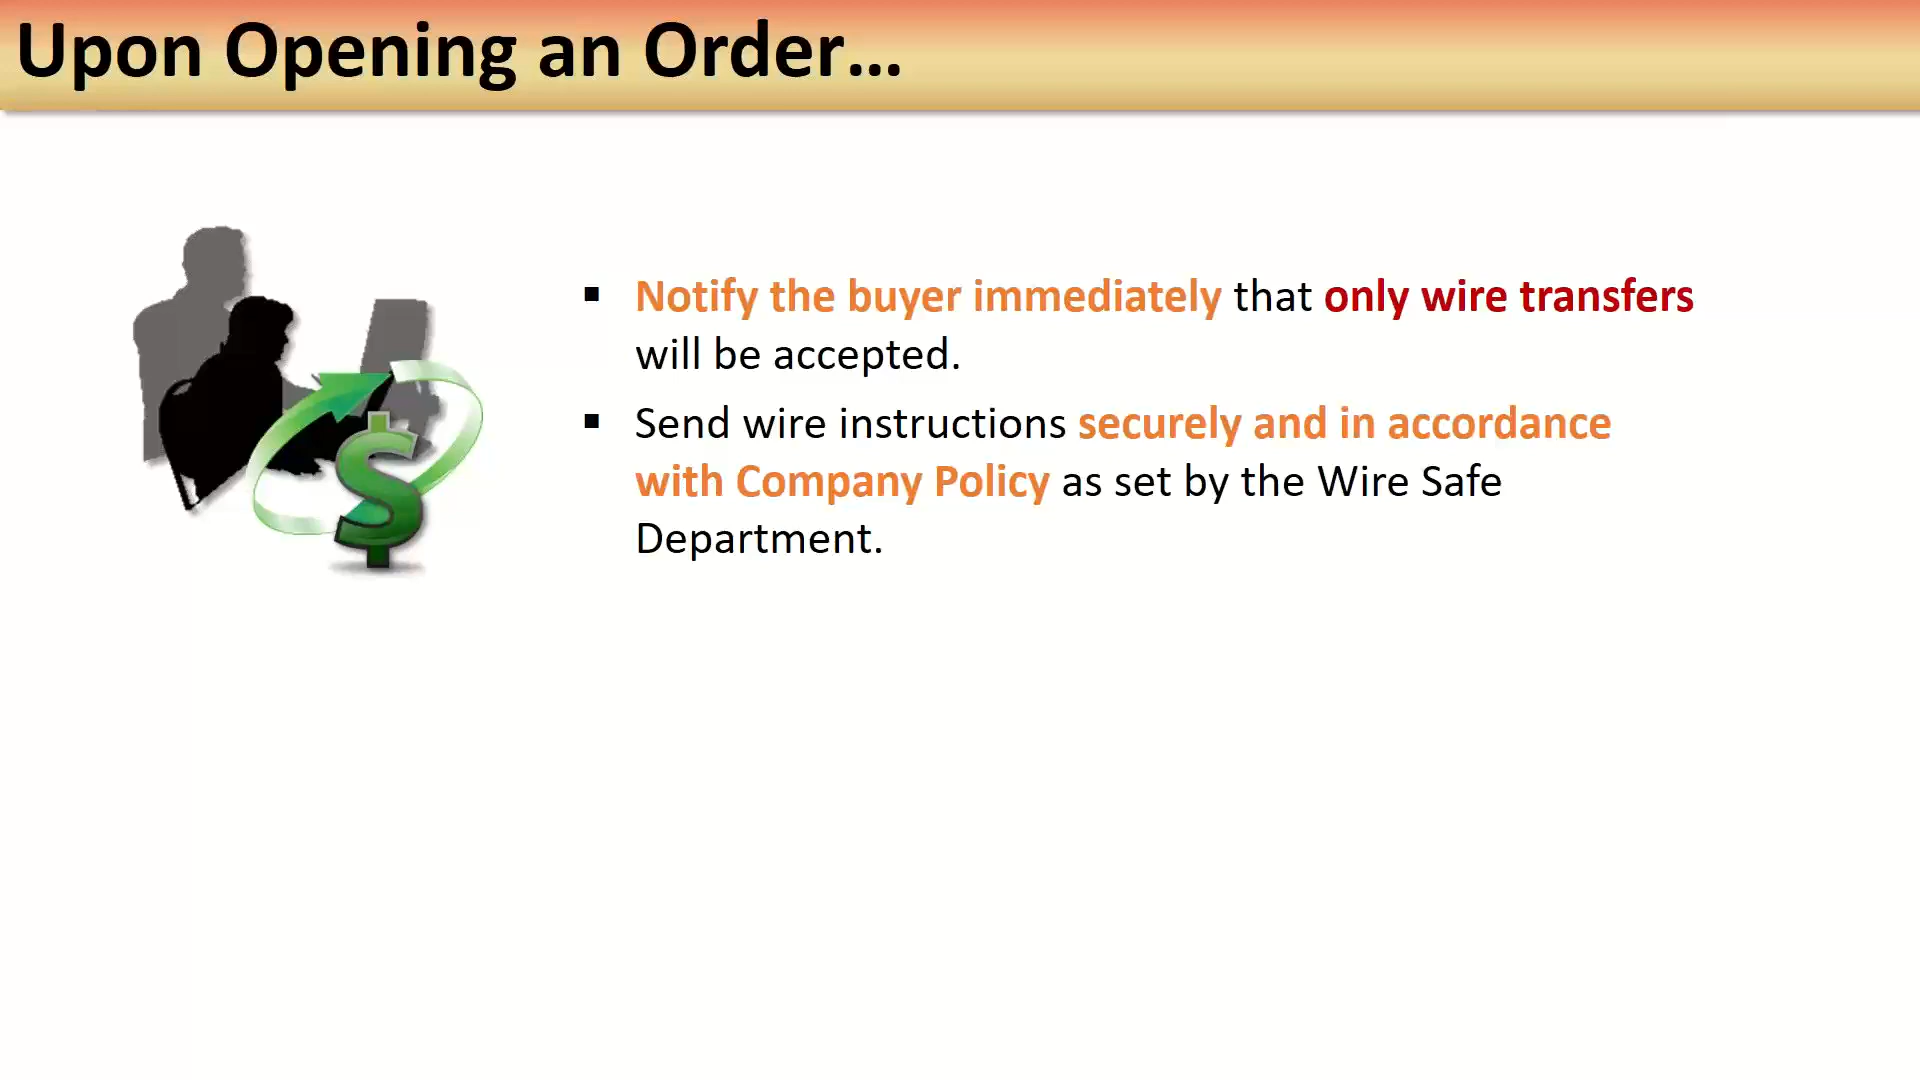 Upon Opening an Order...
▪ Notify the buyer immediately that only wire transfers
will be accepted.
▪ Send wire instructions securely and in accordance
with Company Policy as set by the Wire Safe
Department.